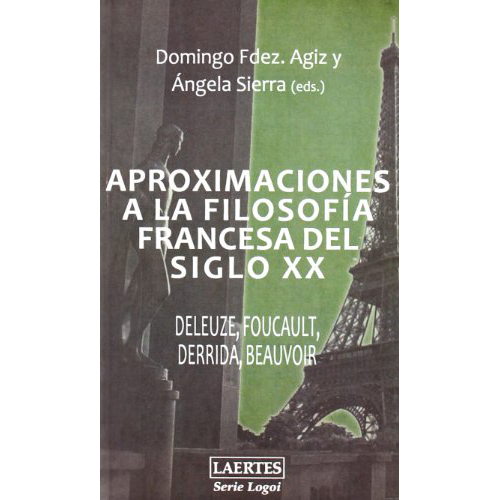 Domingo Fdez. Agiz y
Ángela Sierra (eds.)
APROXIMACIONES
A LA FILOSOFÍA
FRANCESA DEL
SIGLO XX
DELEUZE, FOUCAULT,
DERRIDA, BEAUVOIR
LAERTES
Serie Logoi